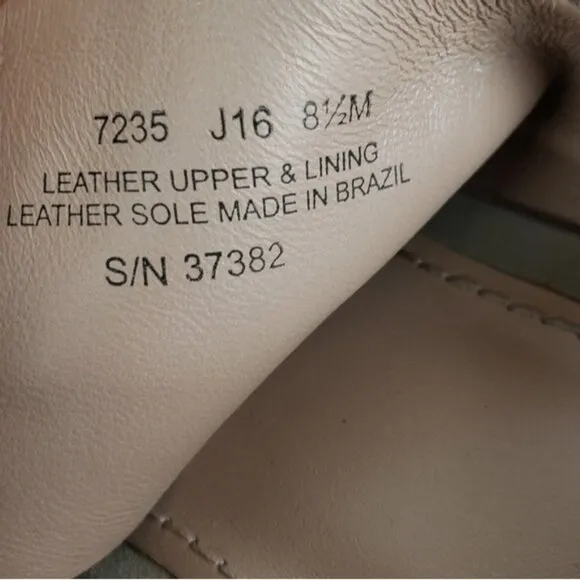 7235 J16 8½M
LEATHER UPPER & LINING
LEATHER SOLE MADE IN BRAZIL
S/N 37382